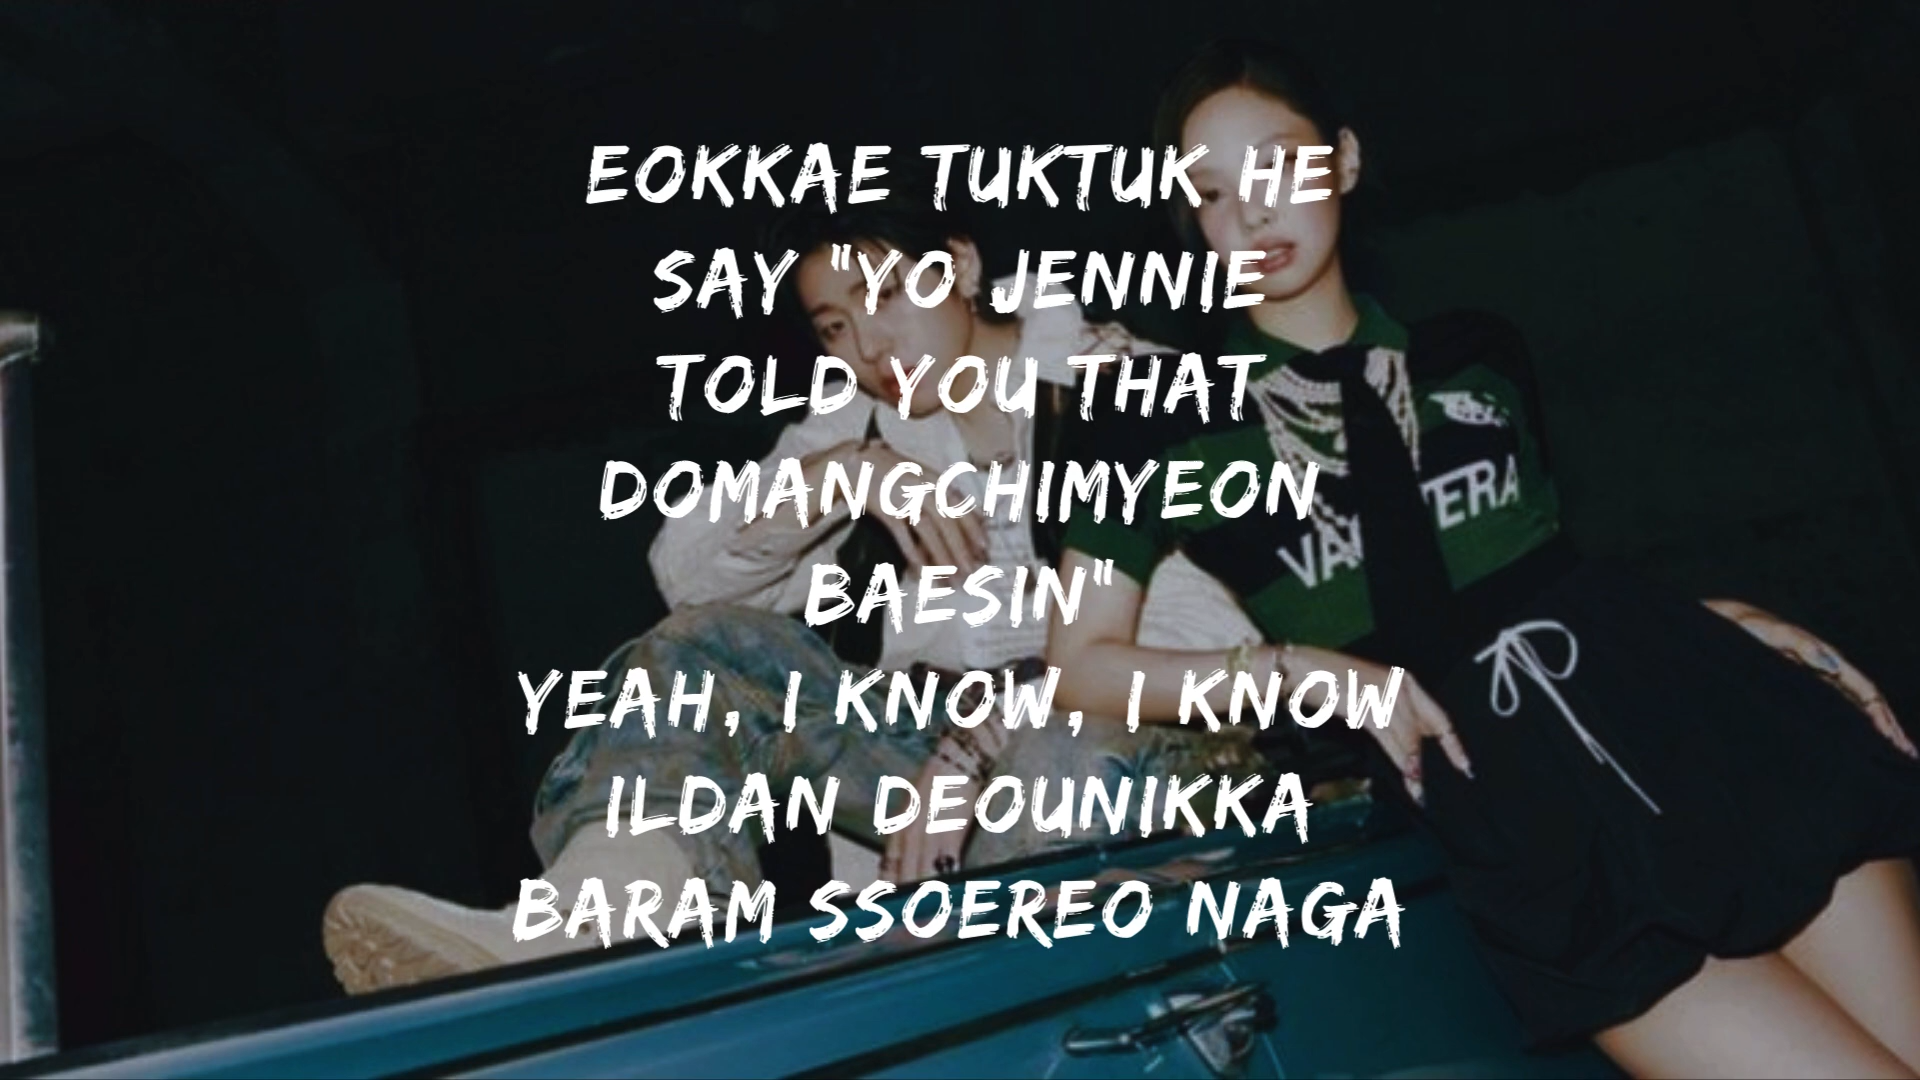 EOKKAE TUKTUK HE
SAY "YO JENNIE
TOLD YOU THAT
DOMANGCHIMYEON
BAESIN"
YEAH, I KNOW, I KNOW
ILDAN DEOUNIKKA
BARAM SSOEREO NAGA